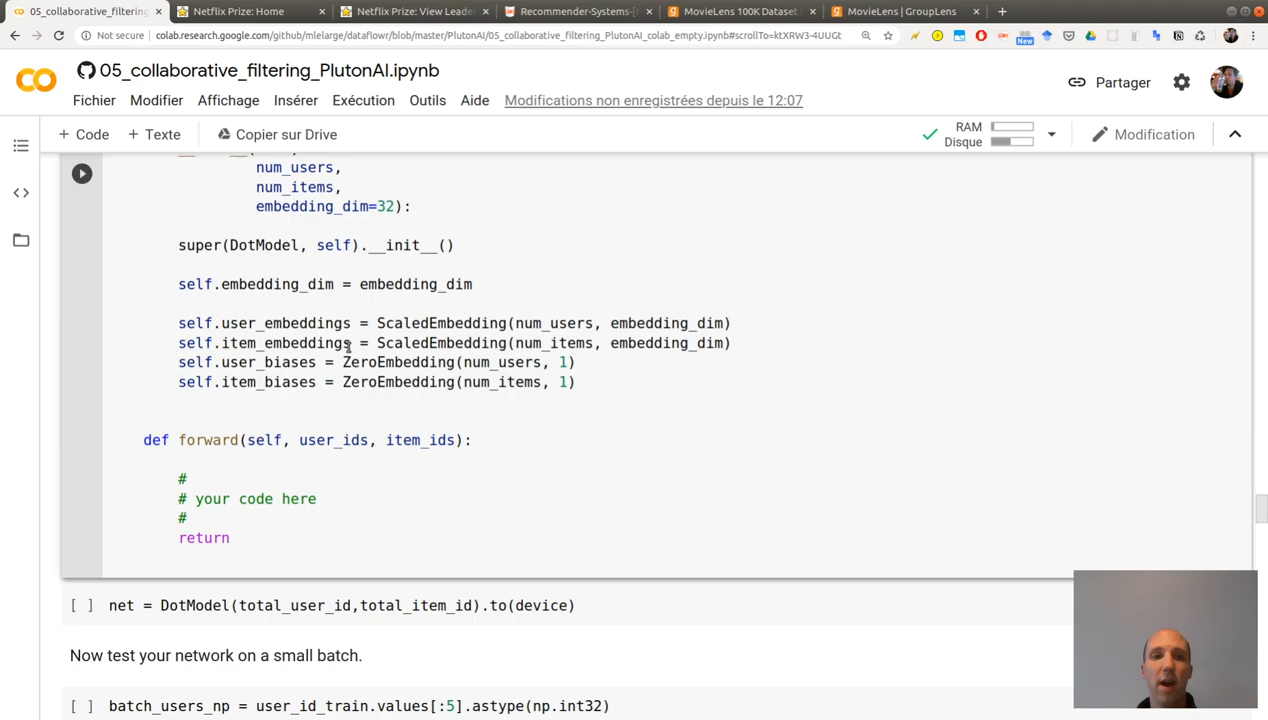 05_collaborative_filtering
Netflix Prize: Home
Netflix Prize: View Leade
Recommender-Systems-[
MovieLens 100K Dataset
MovieLens | GroupLens
Not secure
colab.research.google.com/github/mlelarge/dataflowr/blob/master/PlutonAI/05_collaborative_filtering_PlutonAI_colab_empty.ipynb#scrollTo=ktXRW3-4UUGt
New
05_collaborative_filtering_PlutonAI.ipynb
Partager
Fichier Modifier Affichage Insérer Exécution Outils Aide Modifications non enregistrées depuis le 12:07
+ Code + Texte Copier sur Drive
RAM
Disque
Modification
num_users,
num_items,
embedding_dim=32):
super(DotModel, self).__init__()
self.embedding_dim = embedding_dim
self.user_embeddings = ScaledEmbedding(num_users, embedding_dim)
self.item_embeddings = ScaledEmbedding(num_items, embedding_dim)
self.user_biases = ZeroEmbedding(num_users, 1)
self.item_biases = ZeroEmbedding(num_items, 1)
def forward(self, user_ids, item_ids):
#
# your code here
#
return
[ ] net = DotModel(total_user_id,total_item_id).to(device)
Now test your network on a small batch.
[ ] batch_users_np = user_id_train.values[:5].astype(np.int32)